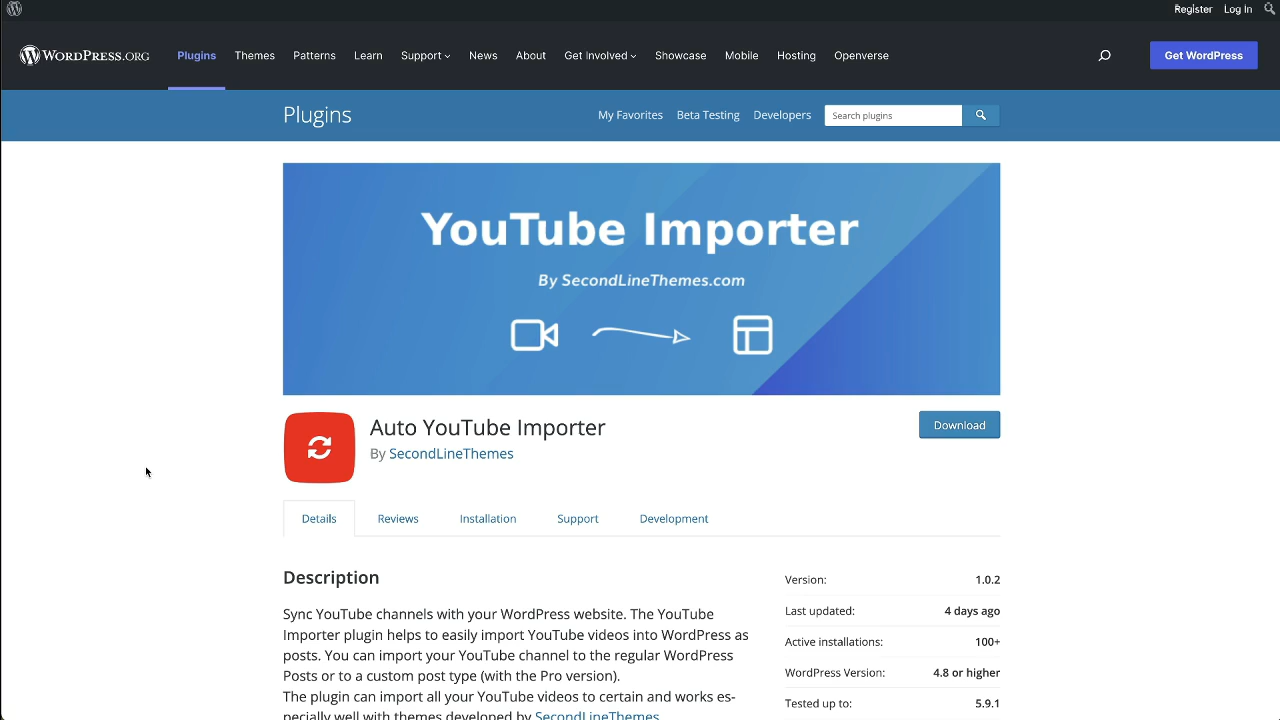 Register Log In
WORDPRESS.ORG Plugins Themes Patterns Learn Support News About Get Involved Showcase Mobile Hosting Openverse Get WordPress
Plugins My Favorites Beta Testing Developers Search plugins
YouTube Importer
By SecondLineThemes.com
Auto YouTube Importer
Download
By SecondLineThemes
Details Reviews Installation Support Development
Description
Sync YouTube channels with your WordPress website. The YouTube
Importer plugin helps to easily import YouTube videos into WordPress as
posts. You can import your YouTube channel to the regular WordPress
Posts or to a custom post type (with the Pro version).
The plugin can import all your YouTube videos to certain and works es-
pecially well with themes developed by SecondLineThemes.
Version: 1.0.2
Last updated: 4 days ago
Active installations: 100+
WordPress Version: 4.8 or higher
Tested up to: 5.9.1